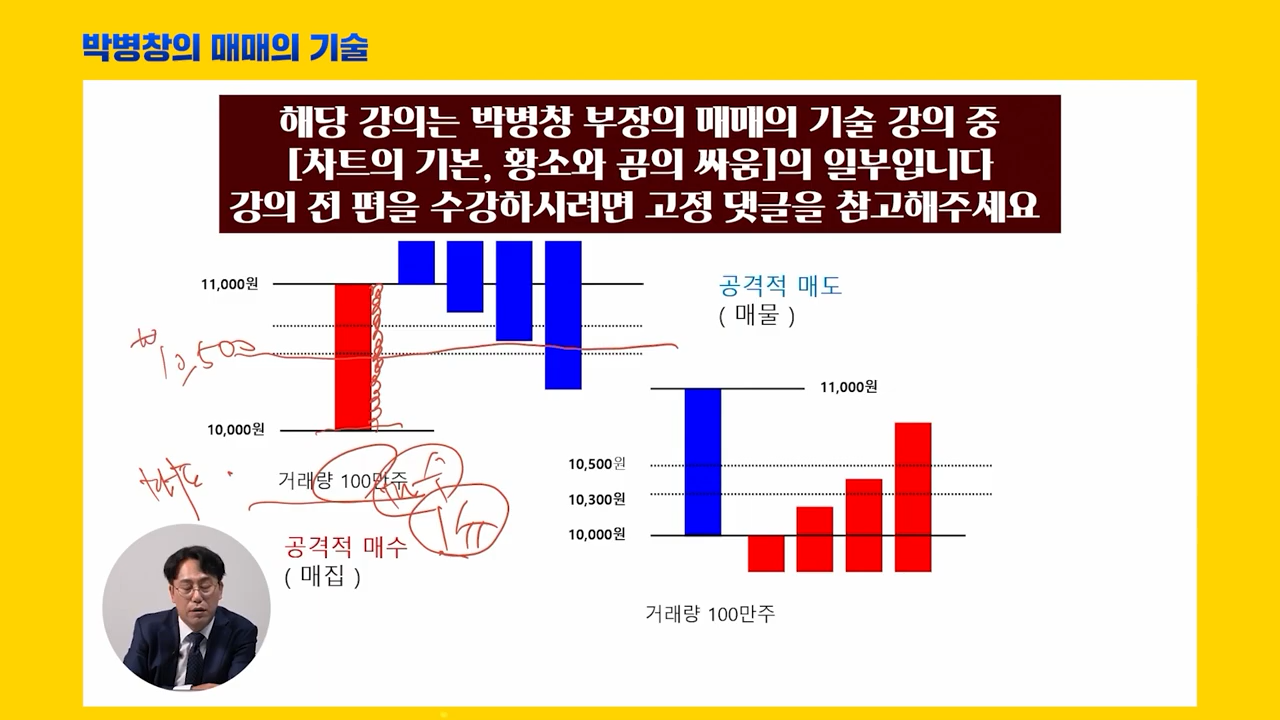 박병창의 매매의 기술
해당 강의는 박병창 부장의 매매의 기술 강의 중
[차트의 기본, 황소와 곰의 싸움]의 일부입니다
강의 전 편을 수강하시려면 고정 댓글을 참고해주세요
11,000원
₩10,500
10,000원
거래량 100만주
공격적 매수
( 매집 )
공격적 매도
( 매물 )
11,000원
10,500원
10,300원
10,000원
거래량 100만주